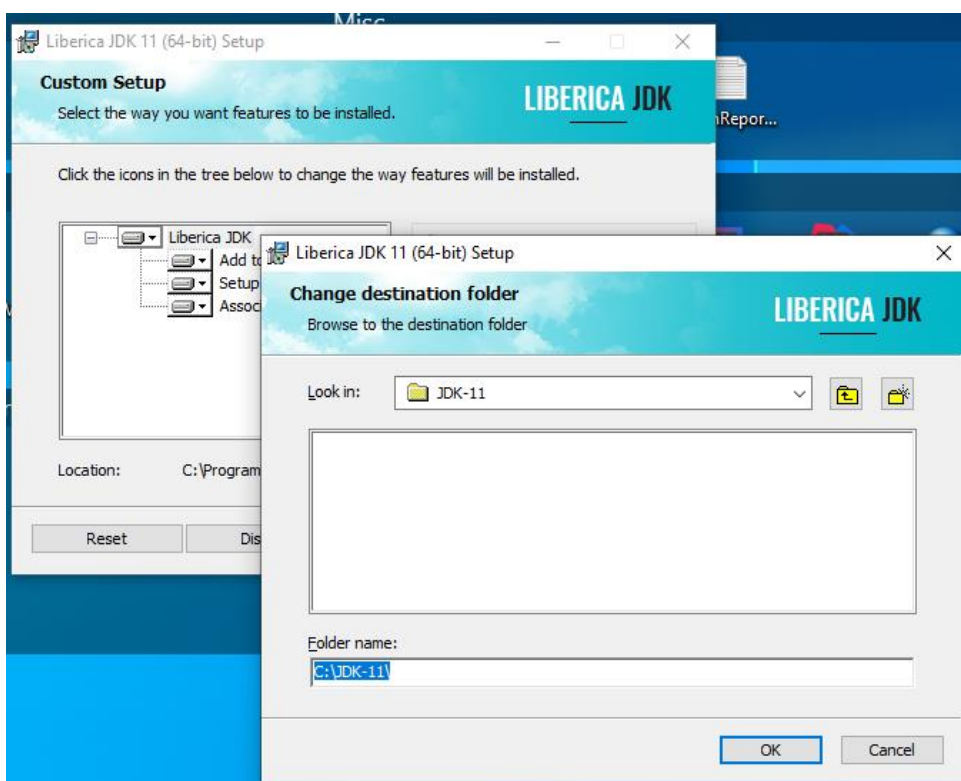 Misc
Liberica JDK 11 (64-bit) Setup
Custom Setup
Select the way you want features to be installed.
LIBERICA JDK
nRepor...
Click the icons in the tree below to change the way features will be installed.
Liberica JDK
Add to
Setup
Associ
Location: C:\Program
Reset
Dis
Liberica JDK 11 (64-bit) Setup
Change destination folder
Browse to the destination folder
LIBERICA JDK
Look in: JDK-11
Folder name:
C:\JDK-11\
OK Cancel